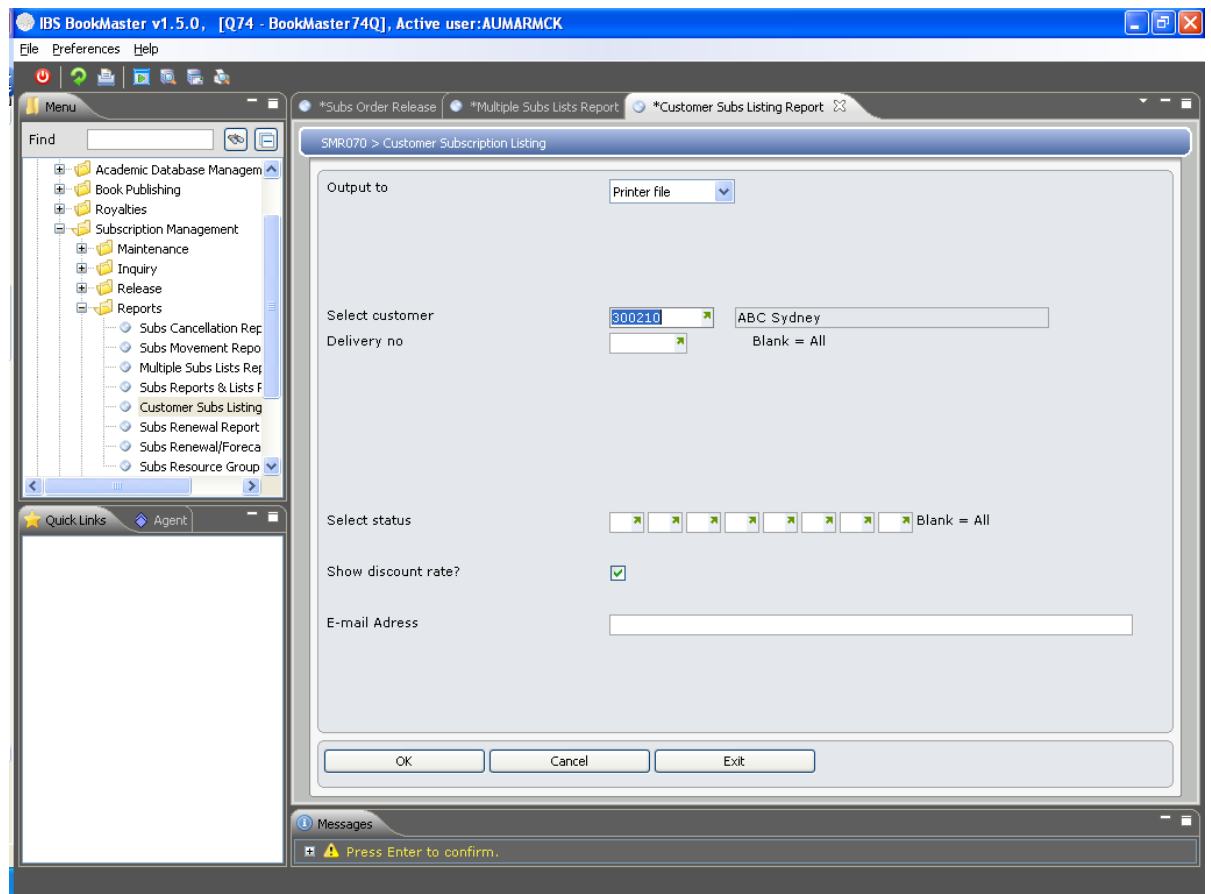 IBS BookMaster v1.5.0, [Q74 - BookMaster74Q], Active user:AUMARMCK
File Preferences Help
Menu
*Subs Order Release *Multiple Subs Lists Report *Customer Subs Listing Report
Find
SMR070 > Customer Subscription Listing
Academic Database Managem
Book Publishing
Royalties
Subscription Management
Maintenance
Inquiry
Release
Reports
Subs Cancellation Rep
Subs Movement Repo
Multiple Subs Lists Rep
Subs Reports & Lists F
Customer Subs Listing
Subs Renewal Report
Subs Renewal/Foreca
Subs Resource Group
Quick Links Agent
Output to Printer file
Select customer 300210 ABC Sydney
Delivery no Blank = All
Select status Blank = All
Show discount rate?
E-mail Adress
OK Cancel Exit
Messages
Press Enter to confirm.